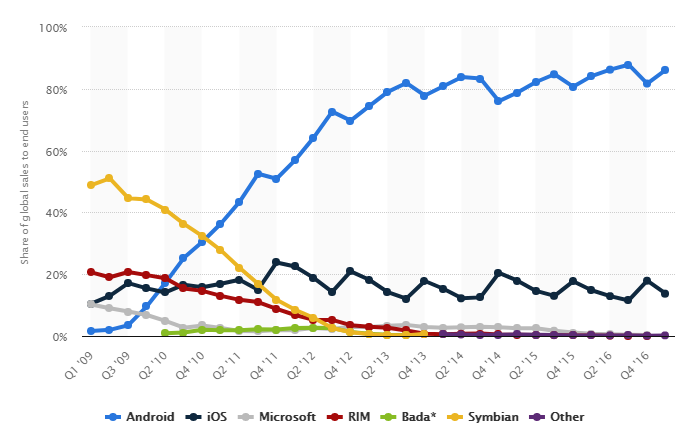 100%
80%
60%
40%
20%
0%
Share of global sales to end users
Q1 '09
Q3 '09
Q2 '10
Q4 '10
Q2 '11
Q4 '11
Q2 '12
Q4 '12
Q2 '13
Q4 '13
Q2 '14
Q4 '14
Q2 '15
Q4 '15
Q2 '16
Q4 '16
Android iOS Microsoft RIM Bada* Symbian Other